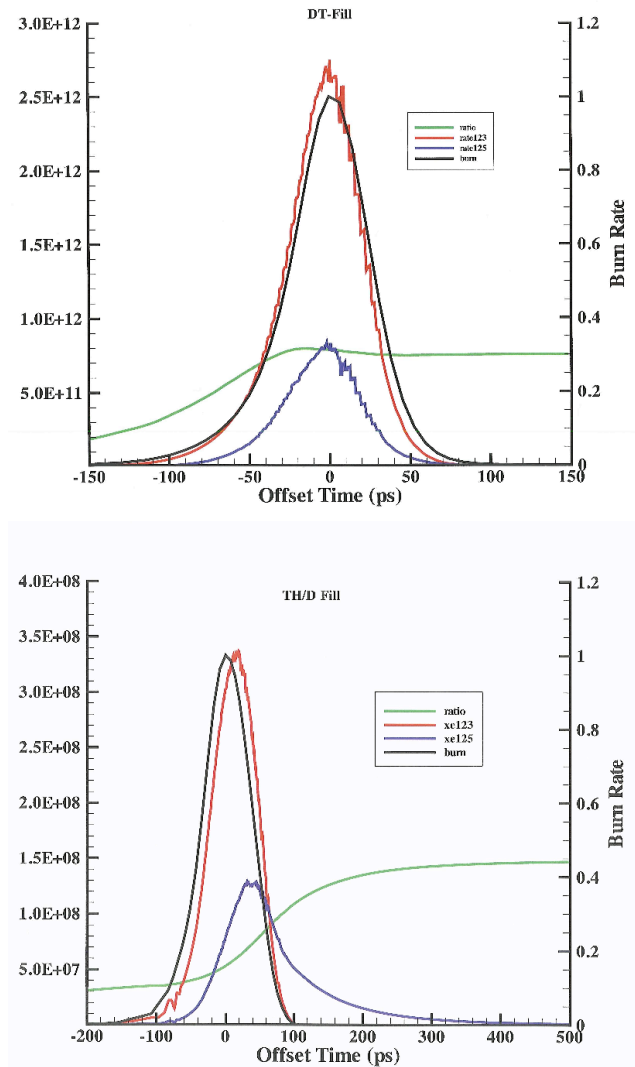 DT-Fill
3.0E+12
2.5E+12
2.0E+12
1.5E+12
1.0E+12
5.0E+11
1.2
1
0.8
0.6
0.4
0.2
0
Burn Rate
ratio
rate123
rate125
burn
-150 -100 -50 0 50 100 150
Offset Time (ps)
TH/D Fill
4.0E+08
3.5E+08
3.0E+08
2.5E+08
2.0E+08
1.5E+08
1.0E+08
5.0E+07
1.2
1
0.8
0.6
0.4
0.2
0
Burn Rate
ratio
xe123
xe125
burn
-200 -100 0 100 200 300 400 500
Offset Time (ps)